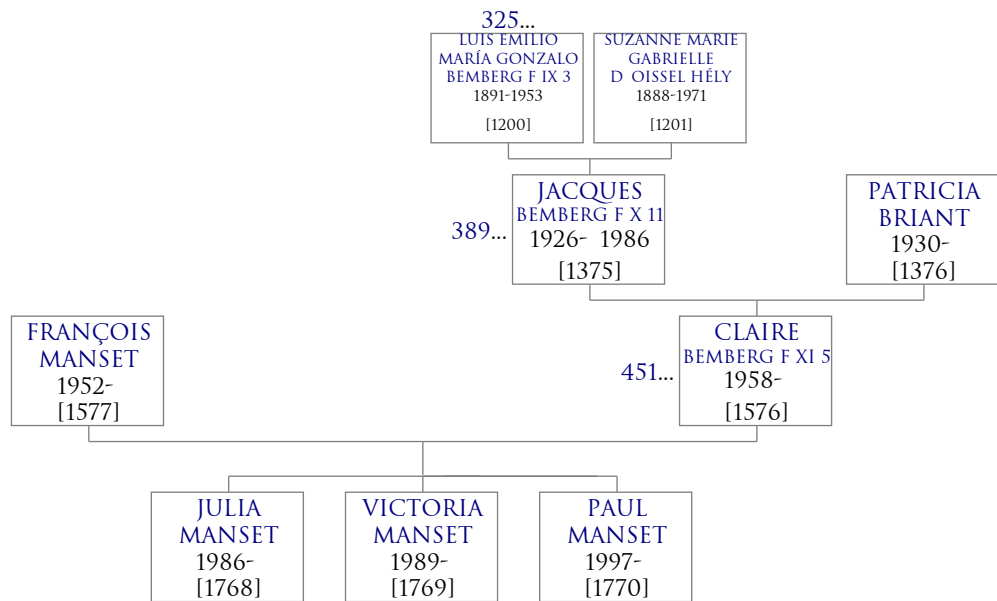 325...
LUIS EMILIO
MARÍA GONZALO
BEMBERG F IX 3
1891-1953
[1200]
SUZANNE MARIE
GABRIELLE
D OISSEL HÉLY
1888-1971
[1201]
389...
JACQUES
BEMBERG F X 11
1926- 1986
[1375]
PATRICIA
BRIANT
1930-
[1376]
FRANÇOIS
MANSET
1952-
[1577]
451...
CLAIRE
BEMBERG F XI 5
1958-
[1576]
JULIA
MANSET
1986-
[1768]
VICTORIA
MANSET
1989-
[1769]
PAUL
MANSET
1997-
[1770]